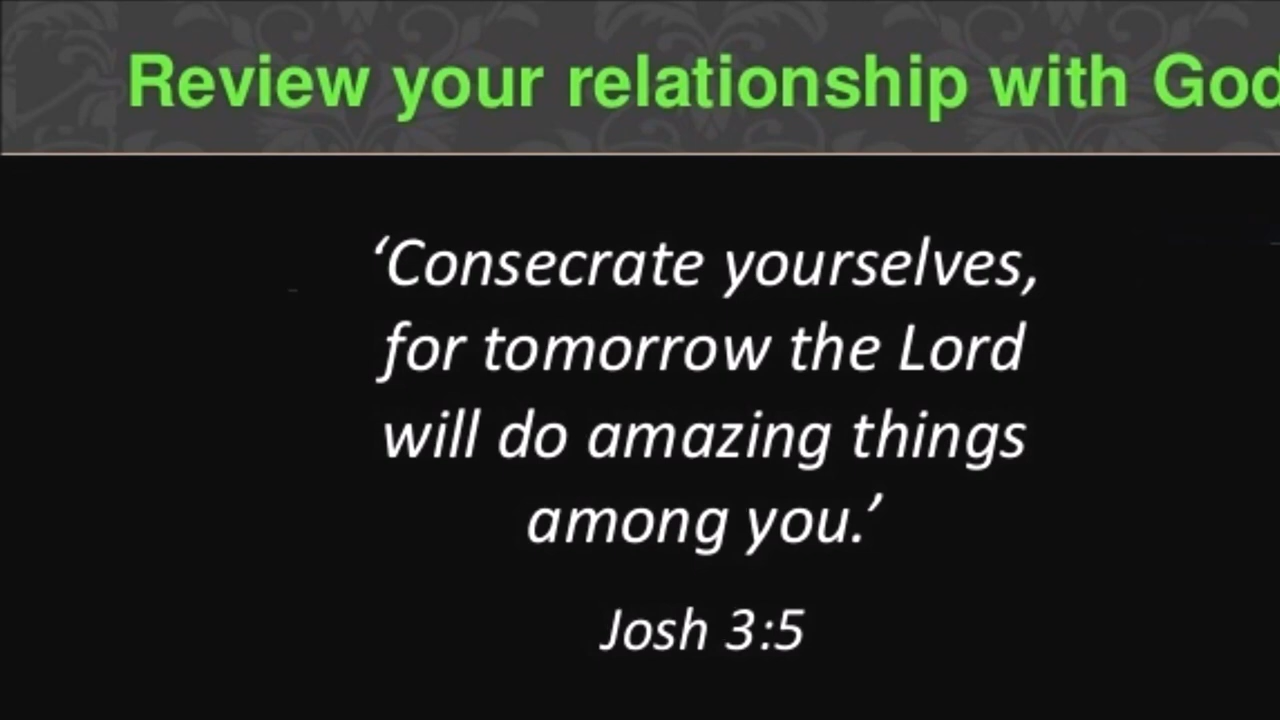 Review your relationship with God
‘Consecrate yourselves,
for tomorrow the Lord
will do amazing things
among you.’
Josh 3:5